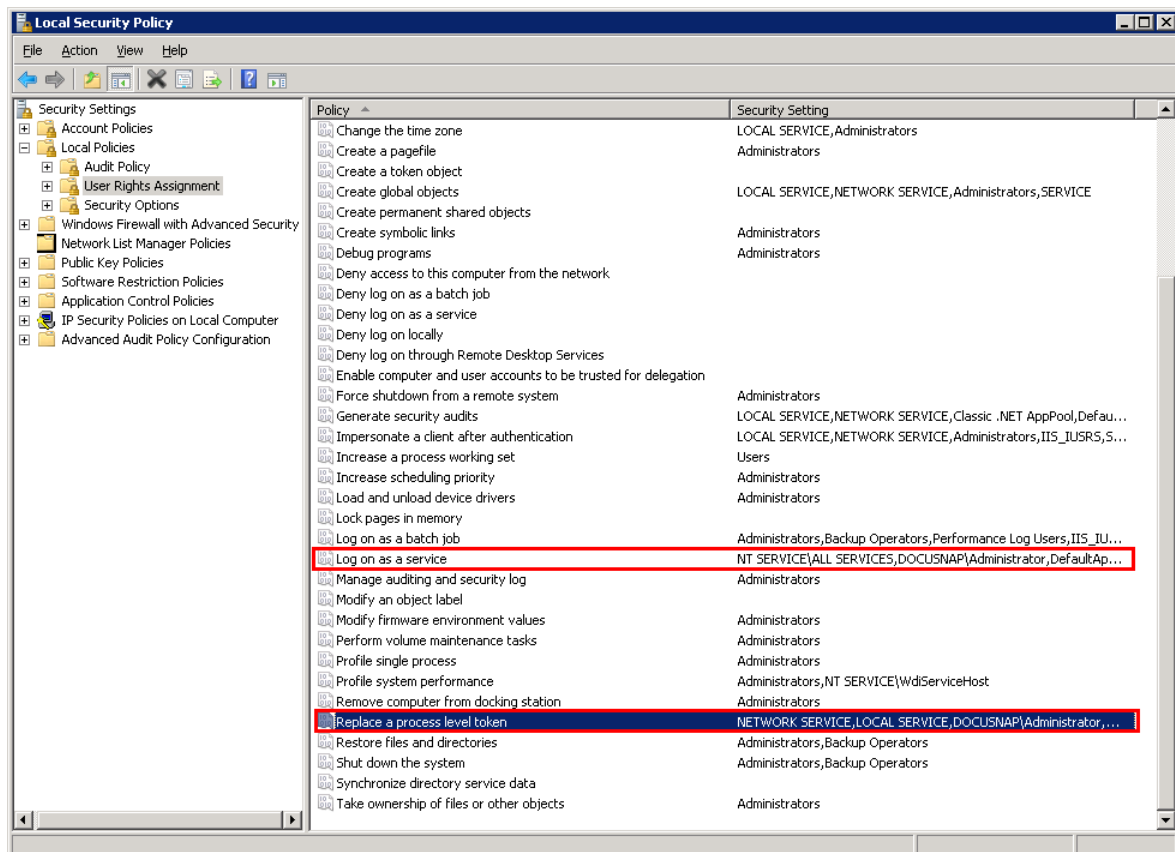 Local Security Policy
File Action View Help
Security Settings
Account Policies
Local Policies
Audit Policy
User Rights Assignment
Security Options
Windows Firewall with Advanced Security
Network List Manager Policies
Public Key Policies
Software Restriction Policies
Application Control Policies
IP Security Policies on Local Computer
Advanced Audit Policy Configuration
Policy Security Setting
Change the time zone LOCAL SERVICE,Administrators
Create a pagefile Administrators
Create a token object
Create global objects LOCAL SERVICE,NETWORK SERVICE,Administrators,SERVICE
Create permanent shared objects
Create symbolic links Administrators
Debug programs Administrators
Deny access to this computer from the network
Deny log on as a batch job
Deny log on as a service
Deny log on locally
Deny log on through Remote Desktop Services
Enable computer and user accounts to be trusted for delegation
Force shutdown from a remote system Administrators
Generate security audits LOCAL SERVICE,NETWORK SERVICE,Classic .NET AppPool,Defau...
Impersonate a client after authentication LOCAL SERVICE,NETWORK SERVICE,Administrators,IIS_IUSRS,S...
Increase a process working set Users
Increase scheduling priority Administrators
Load and unload device drivers Administrators
Lock pages in memory
Log on as a batch job Administrators,Backup Operators,Performance Log Users,IIS_IU...
Log on as a service NT SERVICE\ALL SERVICES,DOCUSNAP\Administrator,DefaultAp...
Manage auditing and security log Administrators
Modify an object label
Modify firmware environment values Administrators
Perform volume maintenance tasks Administrators
Profile single process Administrators
Profile system performance Administrators,NT SERVICE\WdiServiceHost
Remove computer from docking station Administrators
Replace a process level token NETWORK SERVICE,LOCAL SERVICE,DOCUSNAP\Administrator,...
Restore files and directories Administrators,Backup Operators
Shut down the system Administrators,Backup Operators
Synchronize directory service data
Take ownership of files or other objects Administrators